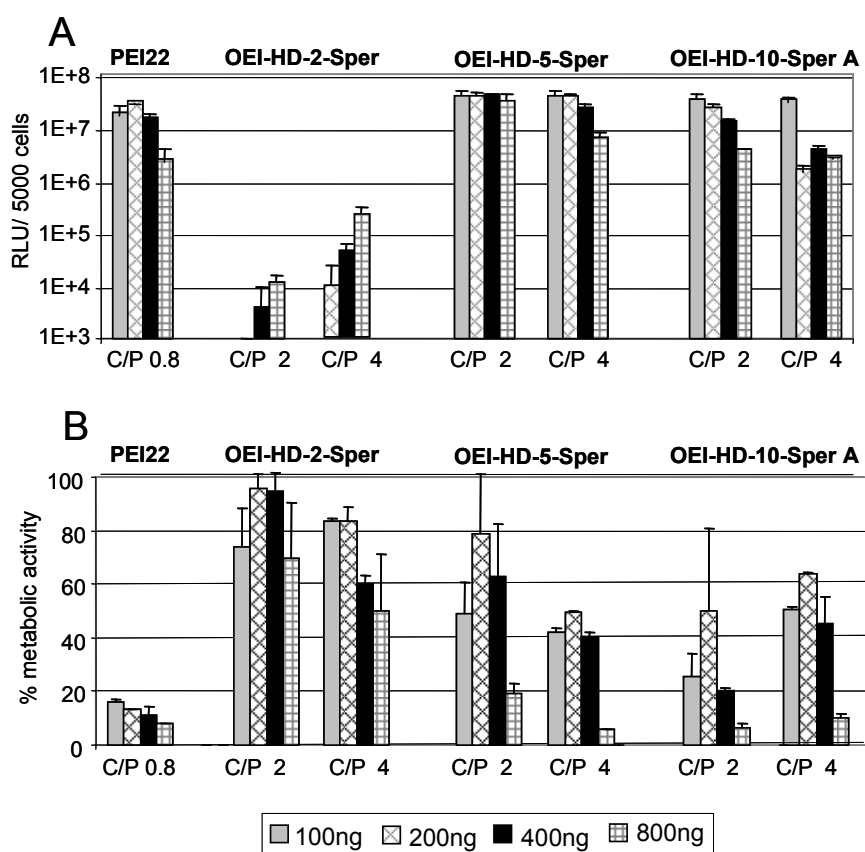 A
PEI22 OEI-HD-2-Sper OEI-HD-5-Sper OEI-HD-10-Sper A
1E+8
1E+7
1E+6
1E+5
1E+4
1E+3
RLU/ 5000 cells
C/P 0.8 C/P 2 C/P 4 C/P 2 C/P 4 C/P 2 C/P 4
B
PEI22 OEI-HD-2-Sper OEI-HD-5-Sper OEI-HD-10-Sper A
100
80
60
40
20
0
% metabolic activity
C/P 0.8 C/P 2 C/P 4 C/P 2 C/P 4 C/P 2 C/P 4
100ng 200ng 400ng 800ng